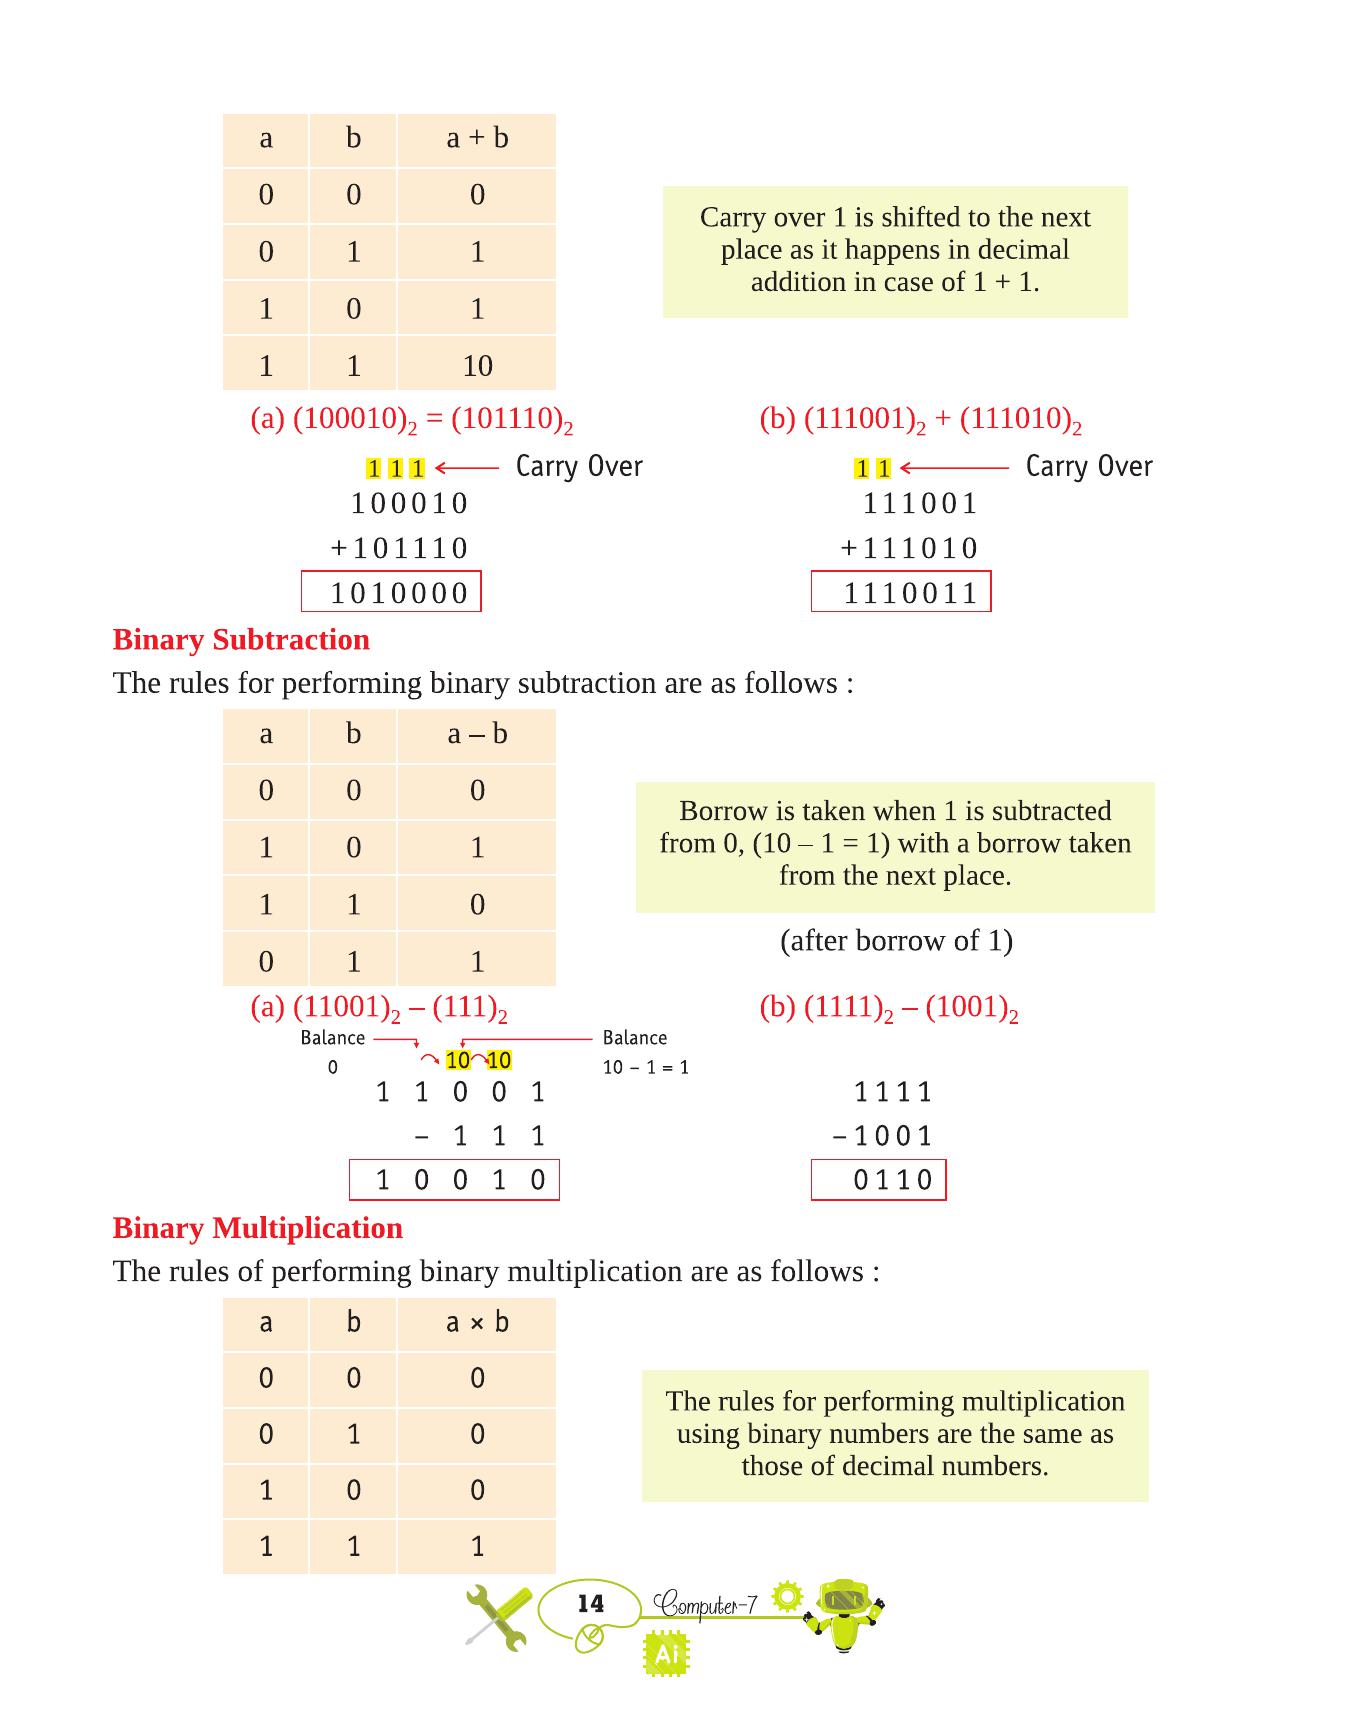 a b a + b
0 0 0
0 1 1
1 0 1
1 1 10
Carry over 1 is shifted to the next
place as it happens in decimal
addition in case of 1 + 1.
(a) (100010)₂ = (101110)₂
1 1 1 Carry Over
100010
+101110
1010000
(b) (111001)₂ + (111010)₂
1 1 Carry Over
111001
+111010
1110011
Binary Subtraction
The rules for performing binary subtraction are as follows :
a b a – b
0 0 0
1 0 1
1 1 0
0 1 1
Borrow is taken when 1 is subtracted
from 0, (10 – 1 = 1) with a borrow taken
from the next place.
(after borrow of 1)
(a) (11001)₂ – (111)₂
Balance Balance
0 10 10 10 – 1 = 1
1 1 0 0 1
– 1 1 1
1 0 0 1 0
(b) (1111)₂ – (1001)₂
1111
–1001
0110
Binary Multiplication
The rules of performing binary multiplication are as follows :
a b a × b
0 0 0
0 1 0
1 0 0
1 1 1
The rules for performing multiplication
using binary numbers are the same as
those of decimal numbers.
14 Computer-7
Ai